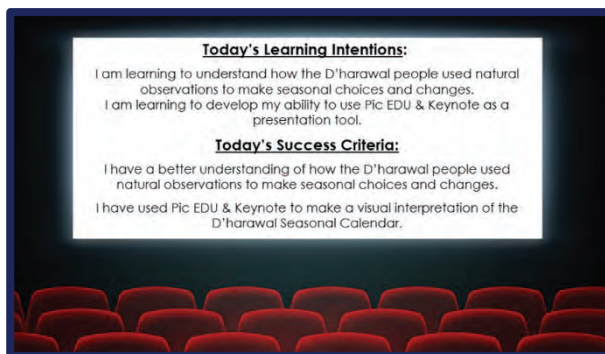 Today's Learning Intentions:
I am learning to understand how the D'harawal people used natural
observations to make seasonal choices and changes.
I am learning to develop my ability to use Pic EDU & Keynote as a
presentation tool.
Today's Success Criteria:
I have a better understanding of how the D'harawal people used
natural observations to make seasonal choices and changes.
I have used Pic EDU & Keynote to make a visual interpretation of the
D'harawal Seasonal Calendar.